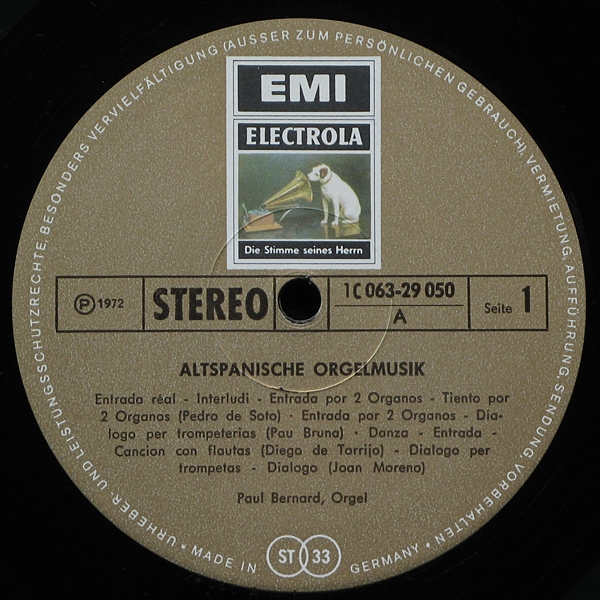 URHEBER- UND LEISTUNGSSCHUTZRECHTE, BESONDERS VERVIELFÄLTIGUNG (AUSSER ZUM PERSÖNLICHEN GEBRAUCH), VERMIETUNG, AUFFÜHRUNG, SENDUNG, VORBEHALTEN •
EMI
ELECTROLA
Die Stimme seines Herrn
℗ 1972
STEREO
1C 063-29 050
A
Seite 1
ALTSPANISCHE ORGELMUSIK
Entrada réal - Interludi - Entrada por 2 Organos - Tiento por
2 Organos (Pedro de Soto) · Entrada por 2 Organos - Dia-
logo per trompeterias (Pau Bruna) · Danza - Entrada -
Cancion con flautas (Diego de Torrijo) - Dialogo per
trompetas - Dialogo (Joan Moreno)
Paul Bernard, Orgel
• MADE IN ST 33 GERMANY •